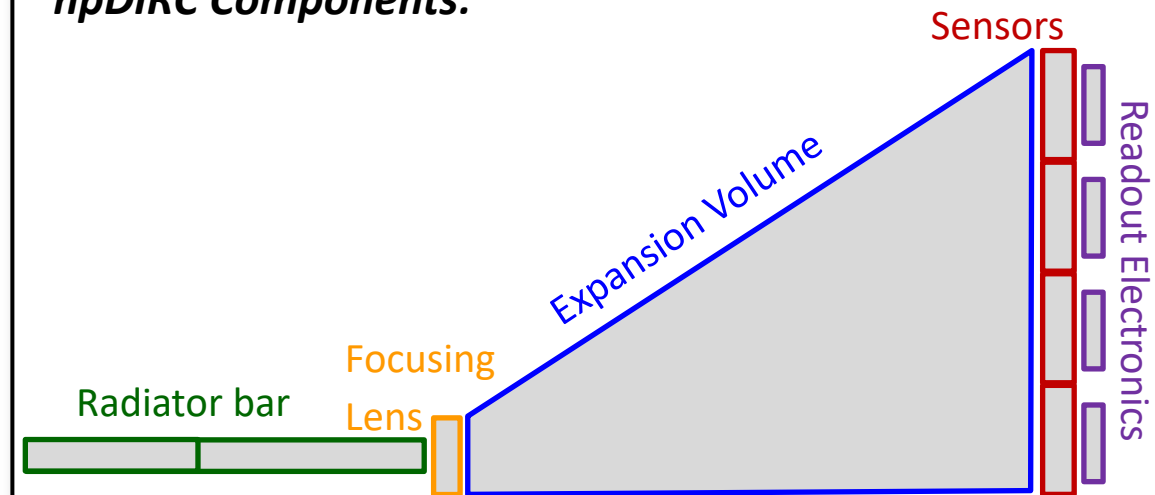 hpDIRC Components:
Sensors
Expansion Volume
Readout Electronics
Focusing
Lens
Radiator bar